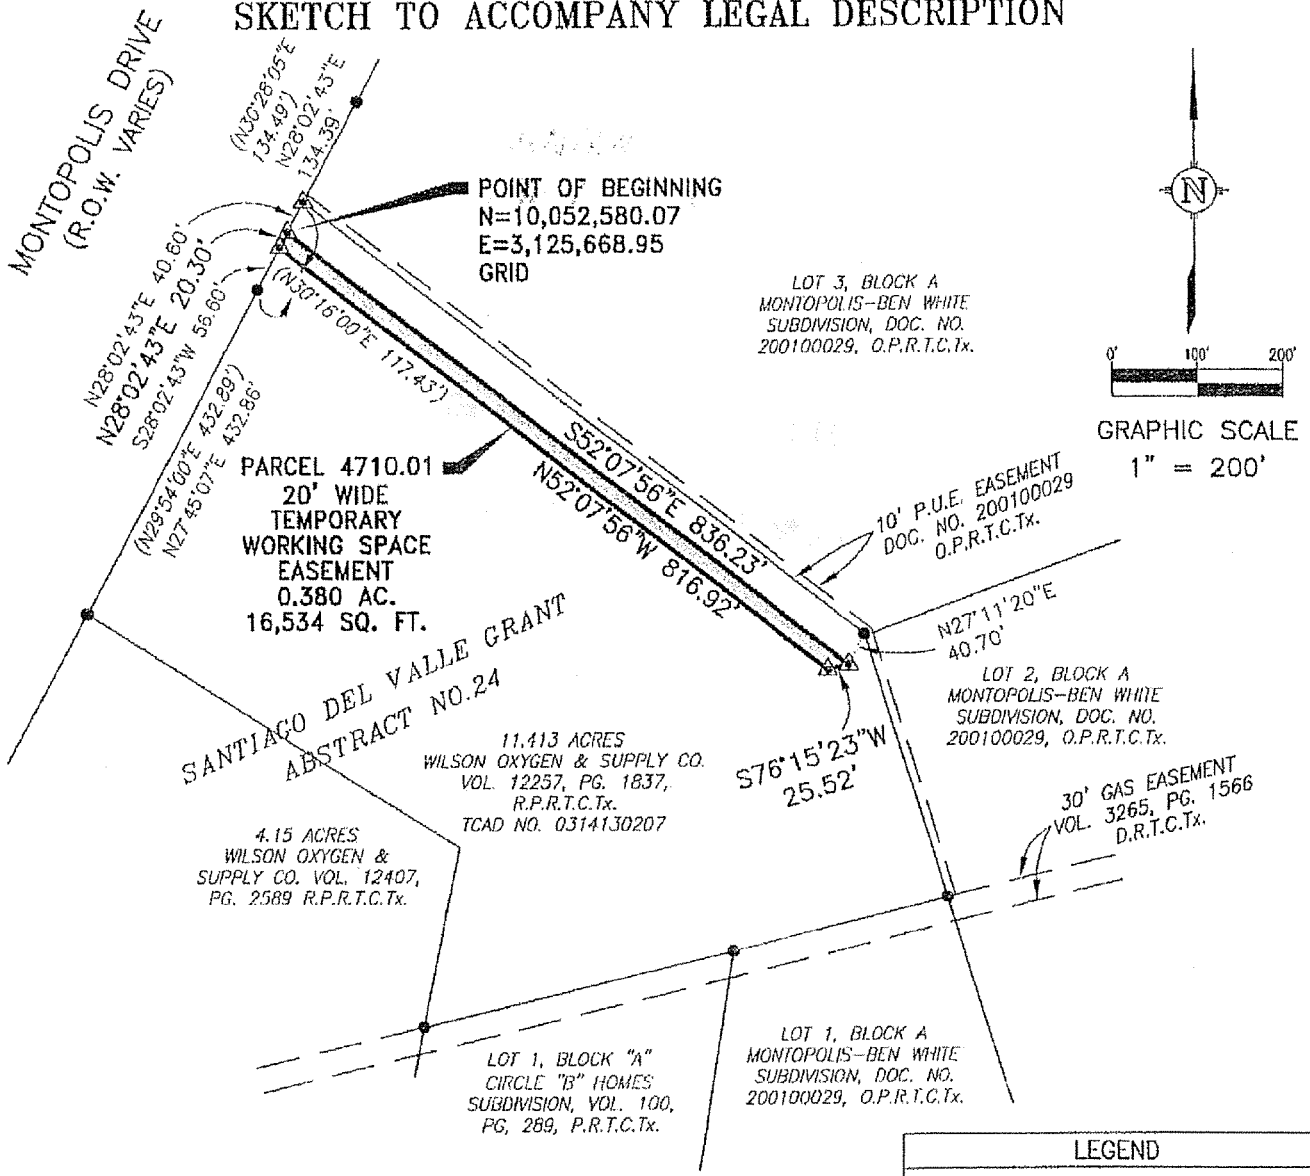 SKETCH TO ACCOMPANY LEGAL DESCRIPTION
MONTOPOLIS DRIVE
(R.O.W. VARIES)
(N30°28'05"E
134.49')
N28°02'43"E
134.39'
POINT OF BEGINNING
N=10,052,580.07
E=3,125,668.95
GRID
N
LOT 3, BLOCK A
MONTOPOLIS-BEN WHITE
SUBDIVISION, DOC. NO.
200100029, O.P.R.T.C.Tx.
0' 100' 200'
GRAPHIC SCALE
1" = 200'
N28°02'43"E 40.60'
N28°02'43"E 20.30'
S28°02'43"W 56.60'
(N30°16'00"E 117.43')
(N29°54'00"E 432.89')
N27°45'07"E 432.86'
PARCEL 4710.01
20' WIDE
TEMPORARY
WORKING SPACE
EASEMENT
0.380 AC.
16,534 SQ. FT.
S52°07'56"E 836.23'
N52°07'56"W 816.92'
10' P.U.E. EASEMENT
DOC. NO. 200100029
O.P.R.T.C.Tx.
N27°11'20"E
40.70'
LOT 2, BLOCK A
MONTOPOLIS-BEN WHITE
SUBDIVISION, DOC. NO.
200100029, O.P.R.T.C.Tx.
SANTIAGO DEL VALLE GRANT
ABSTRACT NO.24
S76°15'23"W
25.52'
11.413 ACRES
WILSON OXYGEN & SUPPLY CO.
VOL. 12257, PG. 1837,
R.P.R.T.C.Tx.
TCAD NO. 0314130207
30' GAS EASEMENT
VOL. 3265, PG. 1566
D.R.T.C.Tx.
4.15 ACRES
WILSON OXYGEN &
SUPPLY CO. VOL. 12407,
PG. 2589 R.P.R.T.C.Tx.
LOT 1, BLOCK "A"
CIRCLE "B" HOMES
SUBDIVISION, VOL. 100,
PG, 289, P.R.T.C.Tx.
LOT 1, BLOCK A
MONTOPOLIS-BEN WHITE
SUBDIVISION, DOC. NO.
200100029, O.P.R.T.C.Tx.
LEGEND